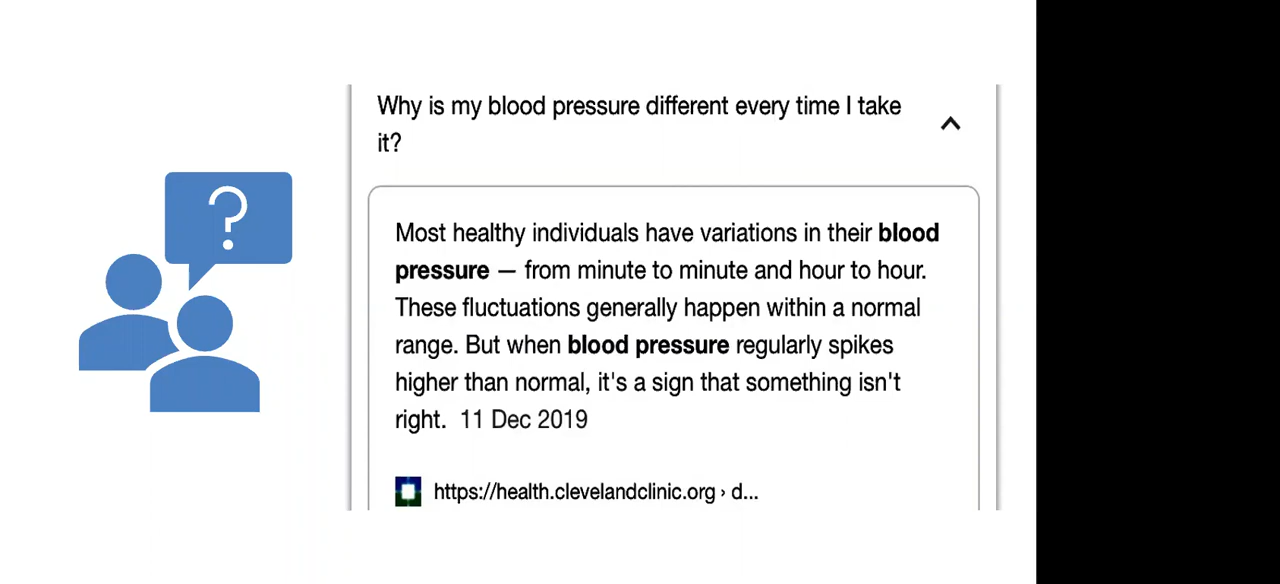 ?
Why is my blood pressure different every time I take
it?
Most healthy individuals have variations in their blood
pressure — from minute to minute and hour to hour.
These fluctuations generally happen within a normal
range. But when blood pressure regularly spikes
higher than normal, it's a sign that something isn't
right.  11 Dec 2019
https://health.clevelandclinic.org › d...